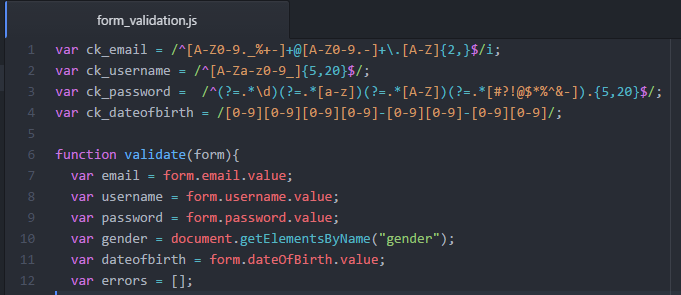 form_validation.js
1 var ck_email = /^[A-Z0-9._%+-]+@[A-Z0-9.-]+\.[A-Z]{2,}$/i;
2 var ck_username = /^[A-Za-z0-9_]{5,20}$/;
3 var ck_password =  /^(?=.*\d)(?=.*[a-z])(?=.*[A-Z])(?=.*[#?!@$*%^&-]).{5,20}$/;
4 var ck_dateofbirth = /[0-9][0-9][0-9][0-9]-[0-9][0-9]-[0-9][0-9]/;
5
6 function validate(form){
7 var email = form.email.value;
8 var username = form.username.value;
9 var password = form.password.value;
10 var gender = document.getElementsByName("gender");
11 var dateofbirth = form.dateOfBirth.value;
12 var errors = [];